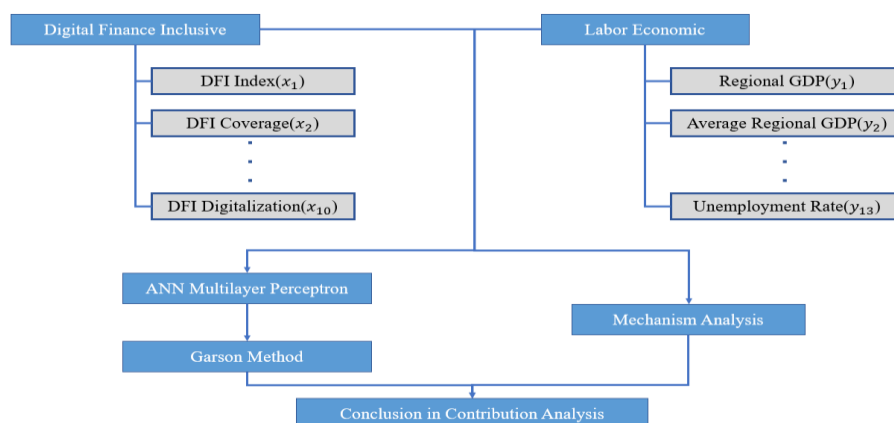 Digital Finance Inclusive
Labor Economic
DFI Index(x₁)
DFI Coverage(x₂)
DFI Digitalization(x₁₀)
Regional GDP(y₁)
Average Regional GDP(y₂)
Unemployment Rate(y₁₃)
ANN Multilayer Perceptron
Mechanism Analysis
Garson Method
Conclusion in Contribution Analysis